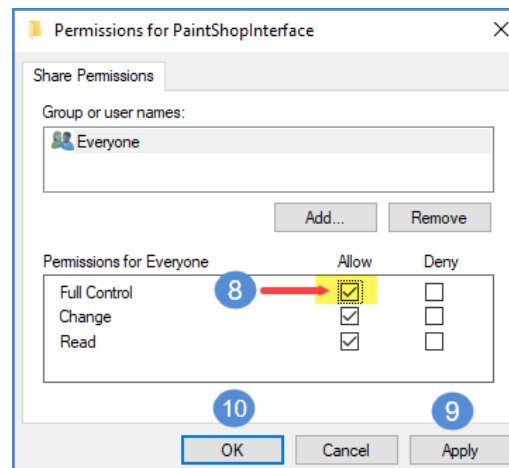 Permissions for PaintShopInterface
Share Permissions
Group or user names:
Everyone
Add... Remove
Permissions for Everyone Allow Deny
Full Control 8
Change
Read
10 9
OK Cancel Apply